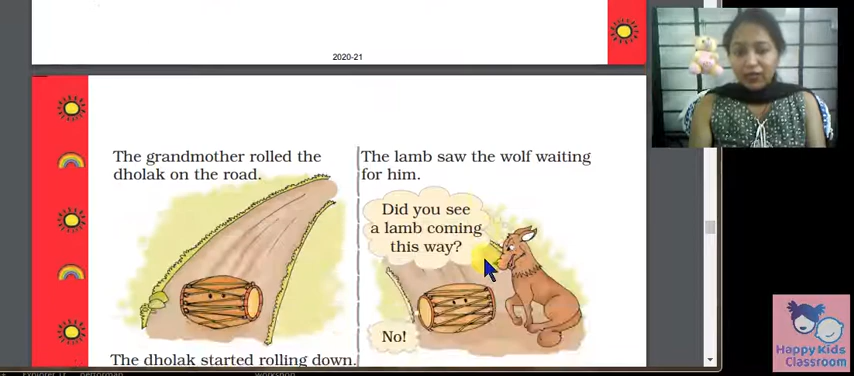 2020-21
The grandmother rolled the
dholak on the road.
The dholak started rolling down.
The lamb saw the wolf waiting
for him.
Did you see
a lamb coming
this way?
No!
Happy Kids
Classroom